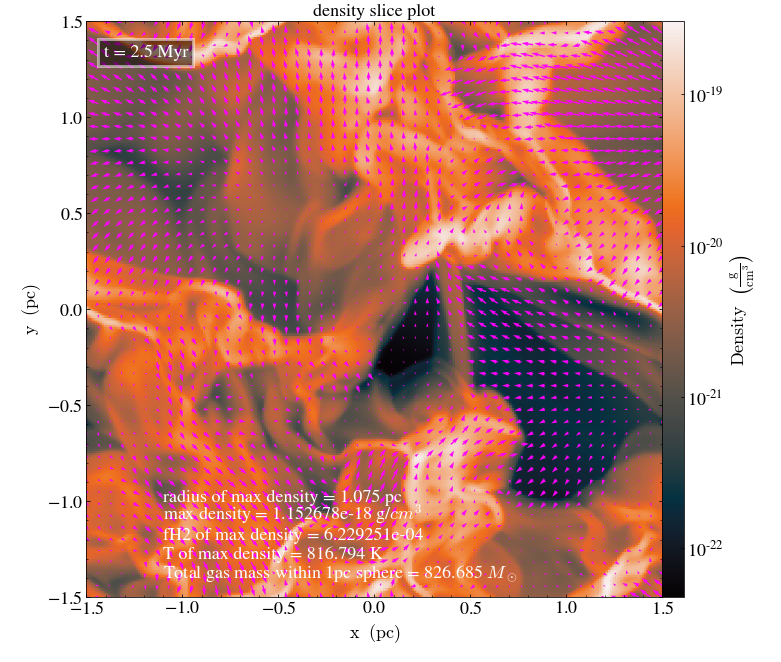 density slice plot
t = 2.5 Myr
1.5
1.0
0.5
0.0
−0.5
−1.0
−1.5
y (pc)
radius of max density = 1.075 pc
max density = 1.152678e-18 g/cm³
fH2 of max density = 6.229251e-04
T of max density = 816.794 K
Total gas mass within 1pc sphere = 826.685 M☉
−1.5 −1.0 −0.5 0.0 0.5 1.0 1.5
x (pc)
10⁻¹⁹
10⁻²⁰
10⁻²¹
10⁻²²
Density (g/cm³)